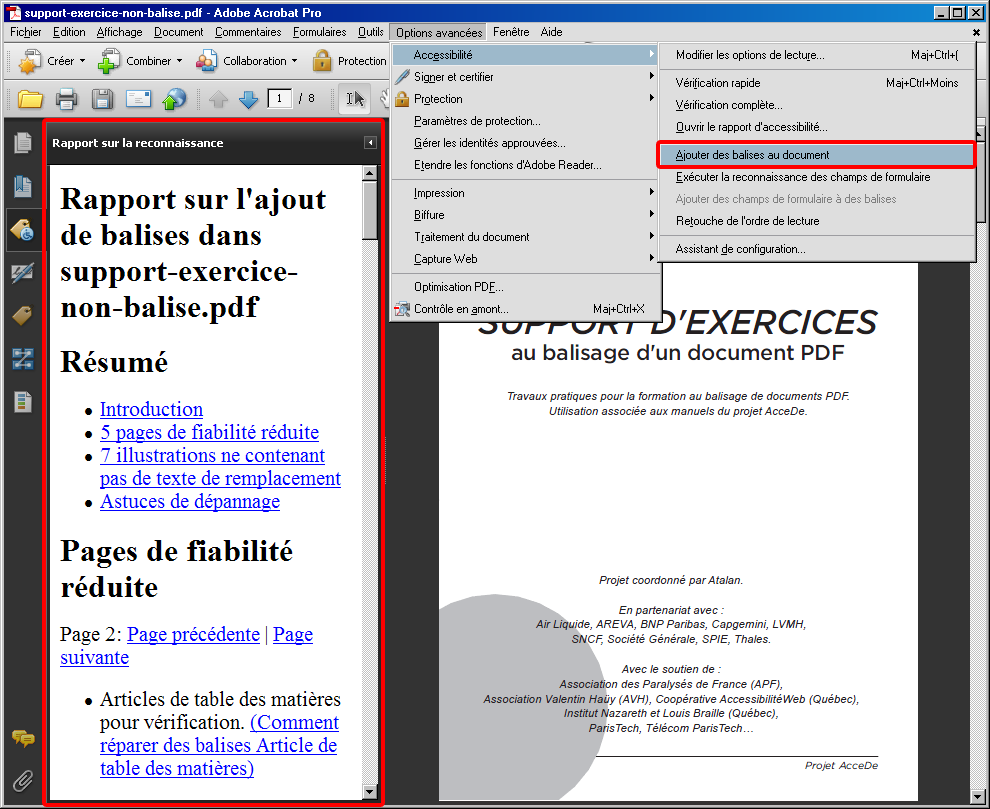 support-exercice-non-balise.pdf - Adobe Acrobat Pro
Fichier Edition Affichage Document Commentaires Formulaires Outils Options avancées Fenêtre Aide
Créer Combiner Collaboration Protection
1 / 8
Accessibilité
Signer et certifier
Protection
Paramètres de protection...
Gérer les identités approuvées...
Etendre les fonctions d'Adobe Reader...
Impression
Biffure
Traitement du document
Capture Web
Optimisation PDF...
Contrôle en amont... Maj+Ctrl+X
Modifier les options de lecture... Maj+Ctrl+(
Vérification rapide Maj+Ctrl+Moins
Vérification complète...
Ouvrir le rapport d'accessibilité...
Ajouter des balises au document
Exécuter la reconnaissance des champs de formulaire
Ajouter des champs de formulaire à des balises
Retouche de l'ordre de lecture
Assistant de configuration...
Rapport sur la reconnaissance
Rapport sur l'ajout
de balises dans
support-exercice-
non-balise.pdf
Résumé
Introduction
5 pages de fiabilité réduite
7 illustrations ne contenant
pas de texte de remplacement
Astuces de dépannage
Pages de fiabilité
réduite
Page 2: Page précédente | Page
suivante
Articles de table des matières
pour vérification. (Comment
réparer des balises Article de
table des matières)
SUPPORT D'EXERCICES
au balisage d'un document PDF
Travaux pratiques pour la formation au balisage de documents PDF.
Utilisation associée aux manuels du projet AcceDe.
Projet coordonné par Atalan.
En partenariat avec :
Air Liquide, AREVA, BNP Paribas, Capgemini, LVMH,
SNCF, Société Générale, SPIE, Thales.
Avec le soutien de :
Association des Paralysés de France (APF),
Association Valentin Haüy (AVH), Coopérative AccessibilitéWeb (Québec),
Institut Nazareth et Louis Braille (Québec),
ParisTech, Télécom ParisTech…
Projet AcceDe